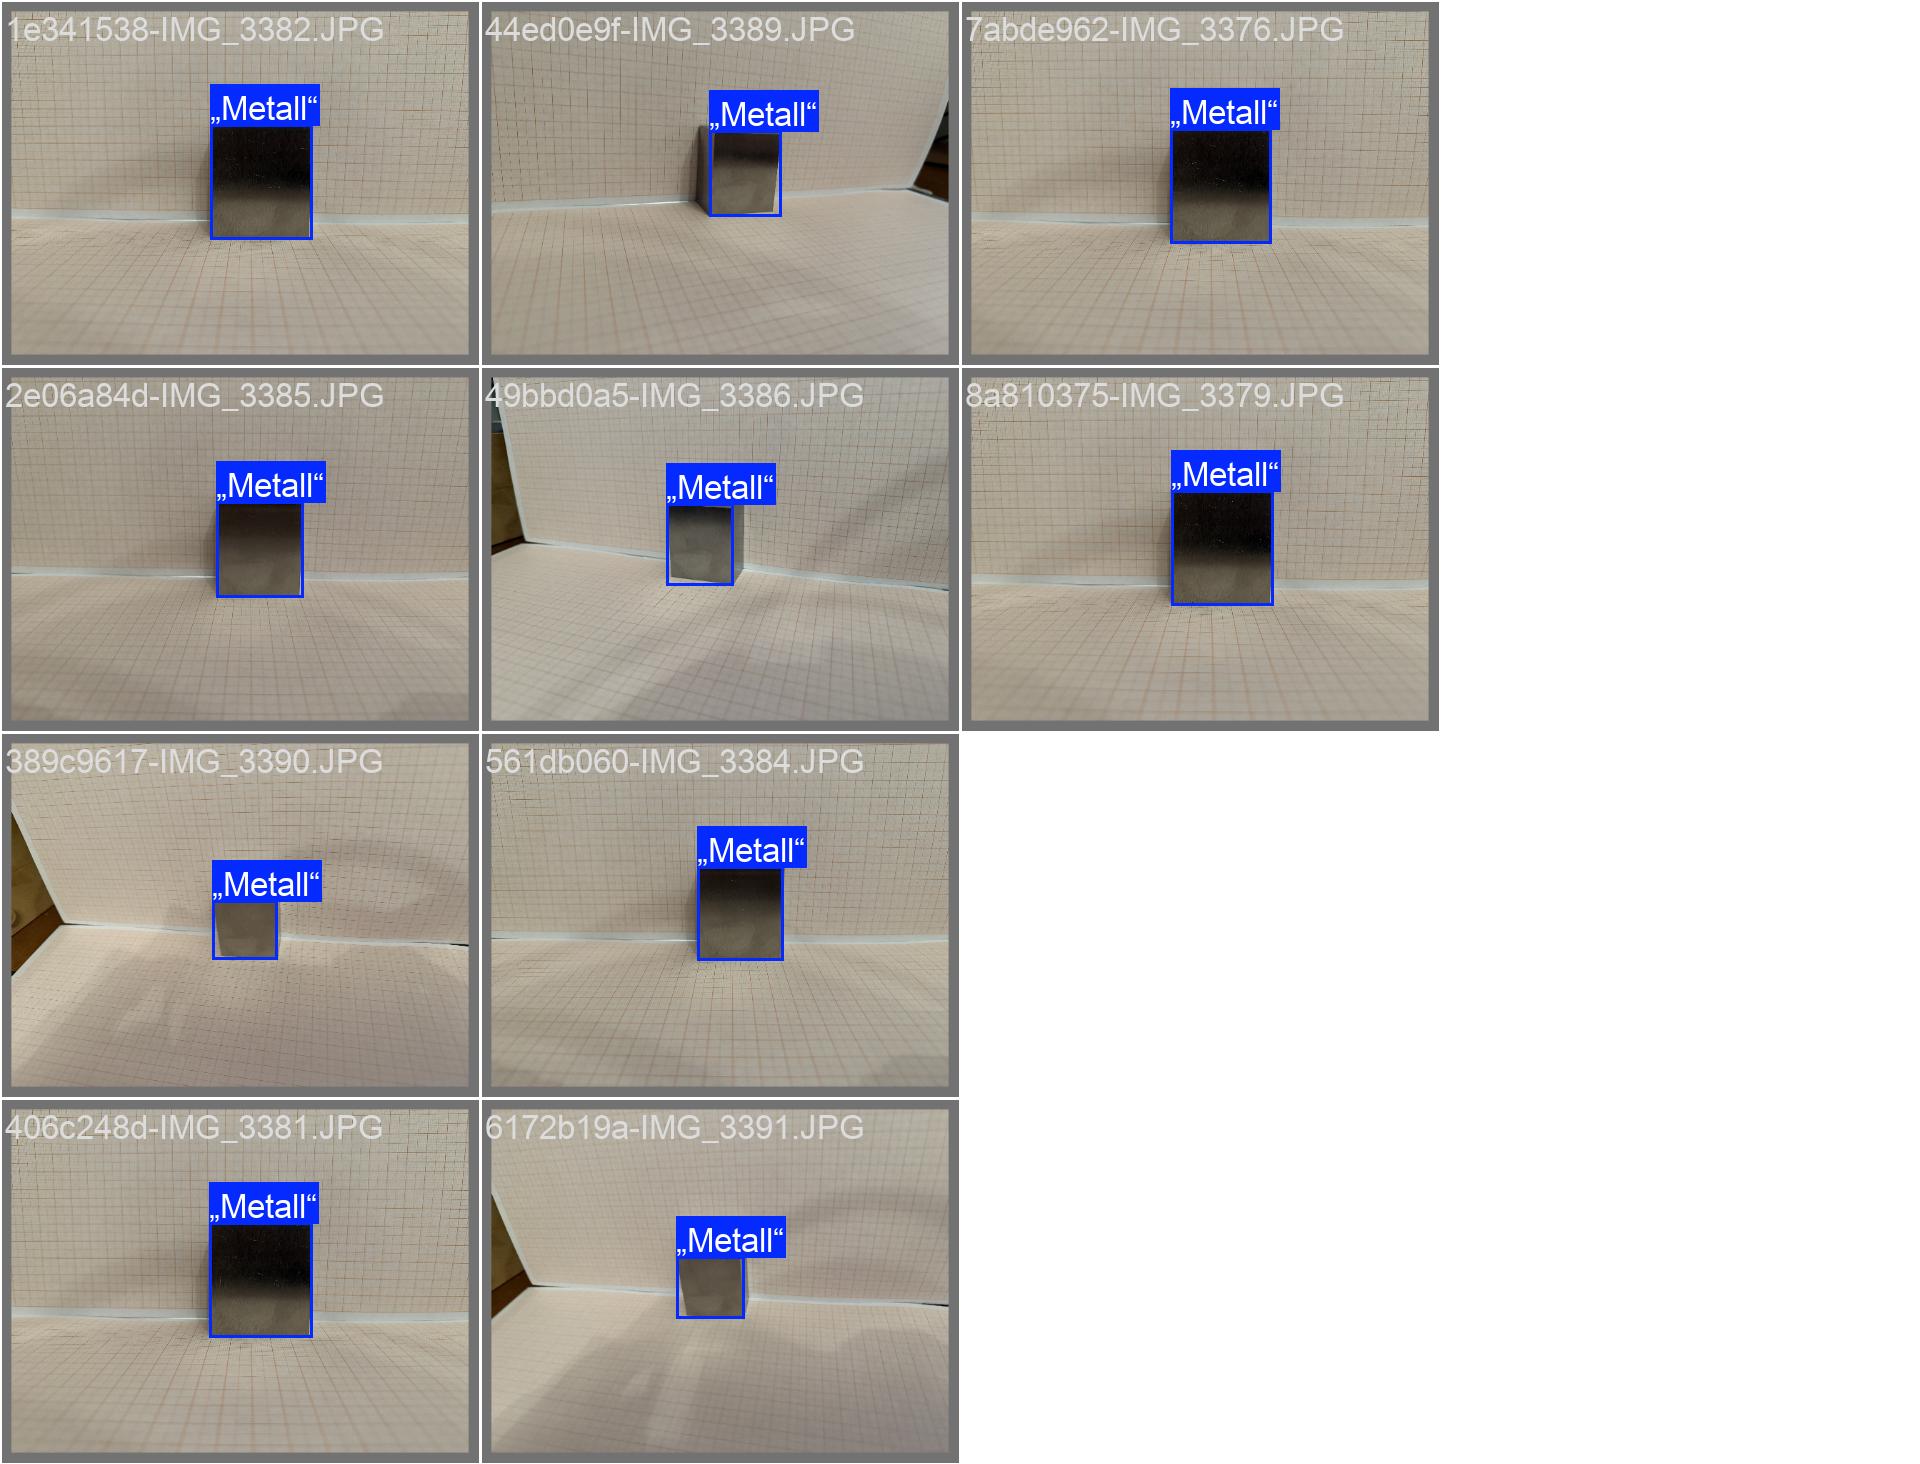 1e341538-IMG_3382.JPG
„Metall“
44ed0e9f-IMG_3389.JPG
„Metall“
7abde962-IMG_3376.JPG
„Metall“
2e06a84d-IMG_3385.JPG
„Metall“
49bbd0a5-IMG_3386.JPG
„Metall“
8a810375-IMG_3379.JPG
„Metall“
389c9617-IMG_3390.JPG
„Metall“
561db060-IMG_3384.JPG
„Metall“
406c248d-IMG_3381.JPG
„Metall“
6172b19a-IMG_3391.JPG
„Metall“